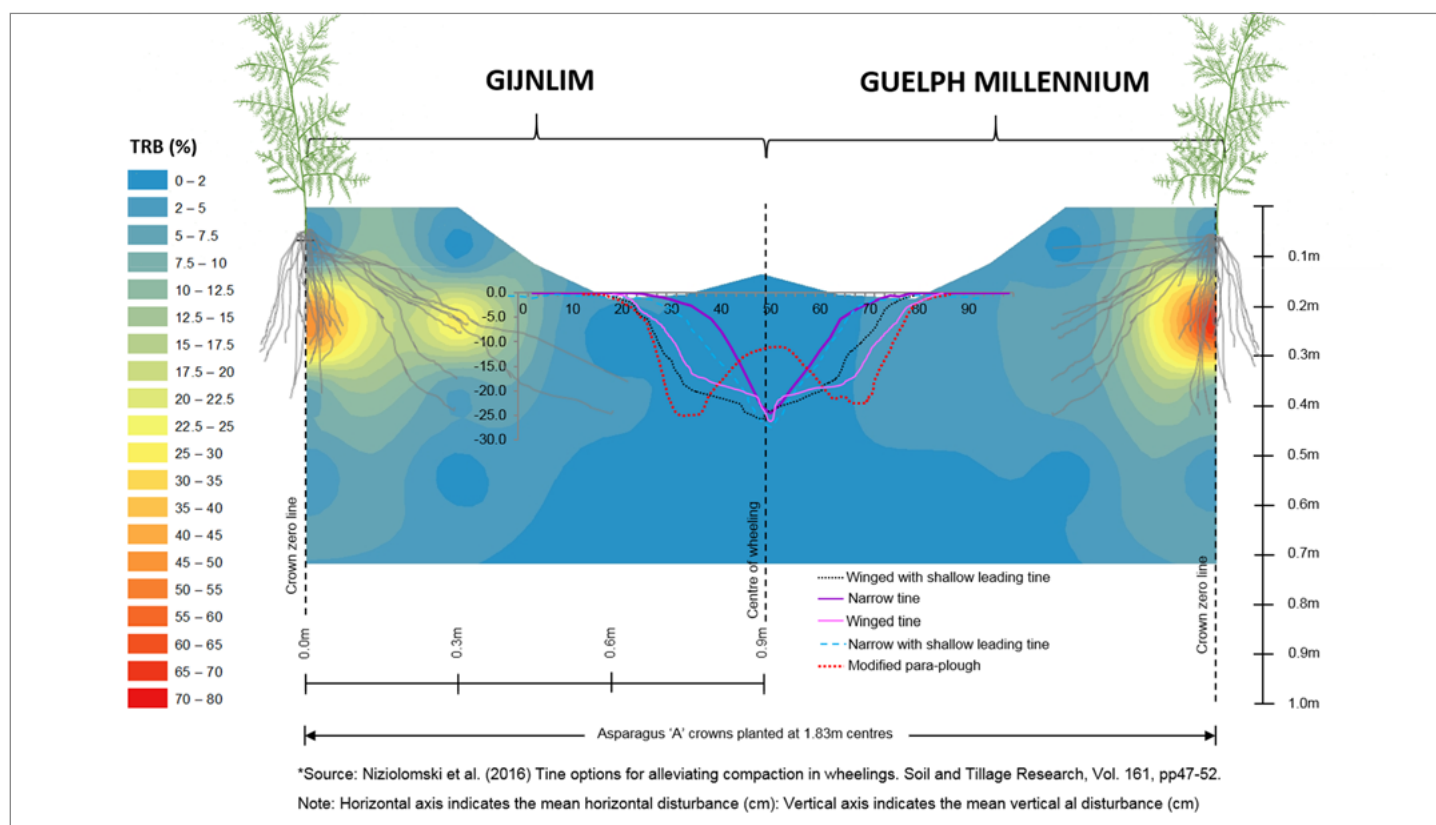 GIJNLIM
GUELPH MILLENNIUM
TRB (%)
0 – 2
2 – 5
5 – 7.5
7.5 – 10
10 – 12.5
12.5 – 15
15 – 17.5
17.5 – 20
20 – 22.5
22.5 – 25
25 – 30
30 – 35
35 – 40
40 – 45
45 – 50
50 – 55
55 – 60
60 – 65
65 – 70
70 – 80
0.0
-5.0
-10.0
-15.0
-20.0
-25.0
-30.0
0 10 20 30 40 50 60 70 80 90
0.1m
0.2m
0.3m
0.4m
0.5m
0.6m
0.7m
0.8m
0.9m
1.0m
Crown zero line
Centre of wheeling
Crown zero line
Winged with shallow leading tine
Narrow tine
Winged tine
Narrow with shallow leading tine
Modified para-plough
0.0m
0.3m
0.6m
0.9m
Asparagus 'A' crowns planted at 1.83m centres
*Source: Niziolomski et al. (2016) Tine options for alleviating compaction in wheelings. Soil and Tillage Research, Vol. 161, pp47-52.
Note: Horizontal axis indicates the mean horizontal disturbance (cm): Vertical axis indicates the mean vertical al disturbance (cm)